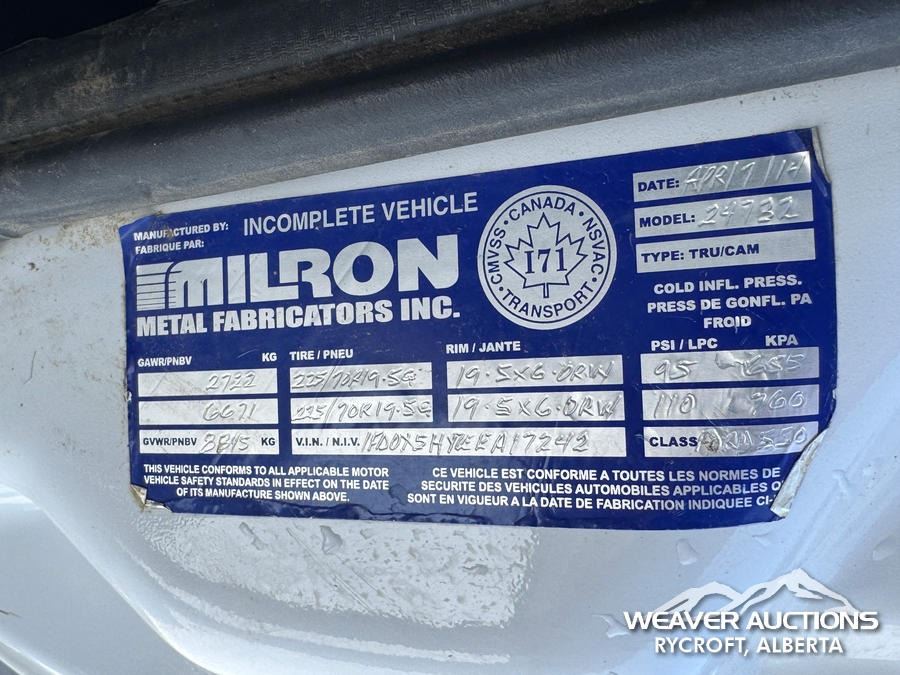 MANUFACTURED BY: INCOMPLETE VEHICLE
FABRIQUE PAR:
MILRON
METAL FABRICATORS INC.
CMVSS · CANADA · NSVAC · TRANSPORT ·
171
DATE: APR/7/14
MODEL: 24732
TYPE: TRU/CAM
COLD INFL. PRESS.
PRESS DE GONFL. PA
FROID
GAWR/PNBV KG TIRE / PNEU RIM / JANTE PSI / LPC KPA
2722 225/70R19.5G 19.5X6.0RW 95 655
6621 225/70R19.5G 19.5X6.0RW 110 760
GVWR/PNBV 8845 KG V.I.N. / N.I.V. CLASS
THIS VEHICLE CONFORMS TO ALL APPLICABLE MOTOR
VEHICLE SAFETY STANDARDS IN EFFECT ON THE DATE
OF ITS MANUFACTURE SHOWN ABOVE.
CE VEHICULE EST CONFORME A TOUTES LES NORMES DE
SECURITE DES VEHICULES AUTOMOBILES APPLICABLES
SONT EN VIGUEUR A LA DATE DE FABRICATION INDIQUEE CI-
WEAVER AUCTIONS
RYCROFT, ALBERTA